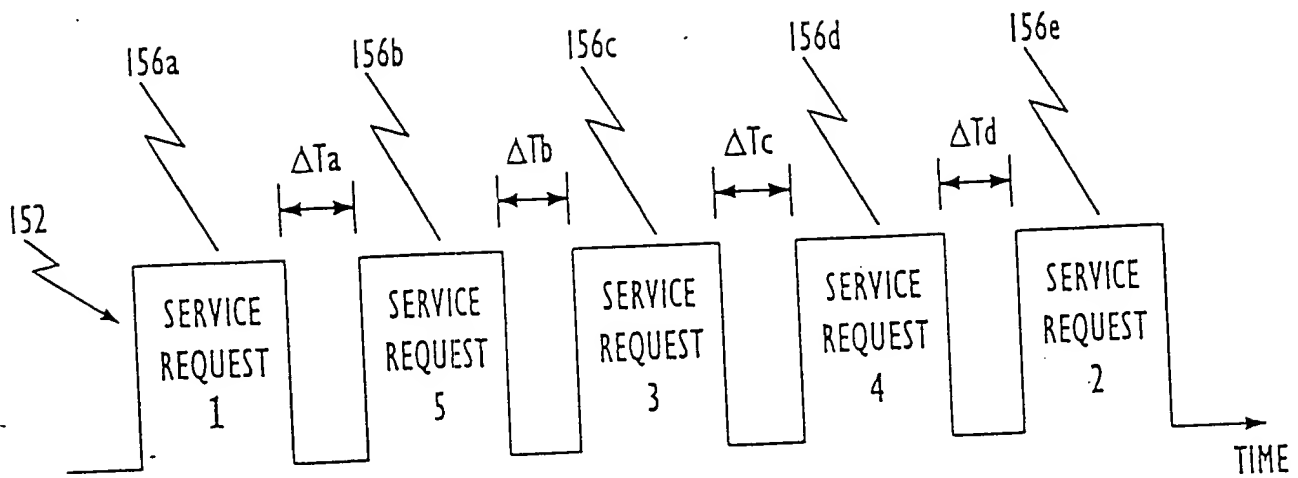 156a
156b
156c
156d
156e
ΔTa
ΔTb
ΔTc
ΔTd
152
SERVICE
REQUEST
1
SERVICE
REQUEST
5
SERVICE
REQUEST
3
SERVICE
REQUEST
4
SERVICE
REQUEST
2
TIME